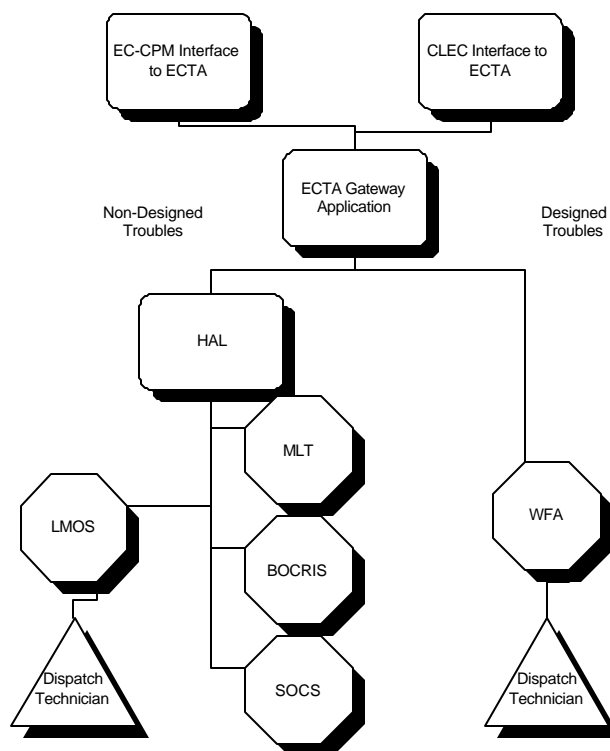 EC-CPM Interface
to ECTA
CLEC Interface to
ECTA
ECTA Gateway
Application
Non-Designed
Troubles
Designed
Troubles
HAL
MLT
LMOS
WFA
BOCRIS
Dispatch
Technician
SOCS
Dispatch
Technician